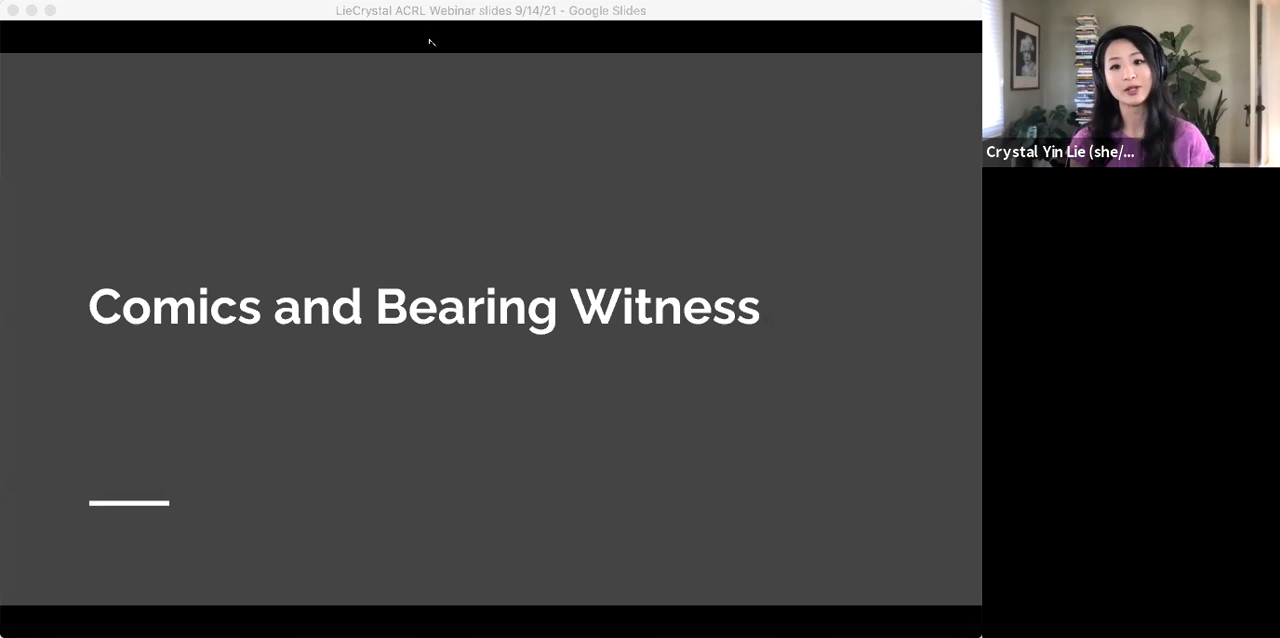 LieCrystal ACRL Webinar slides 9/14/21 - Google Slides
Comics and Bearing Witness
Crystal Yin Lie (she/...